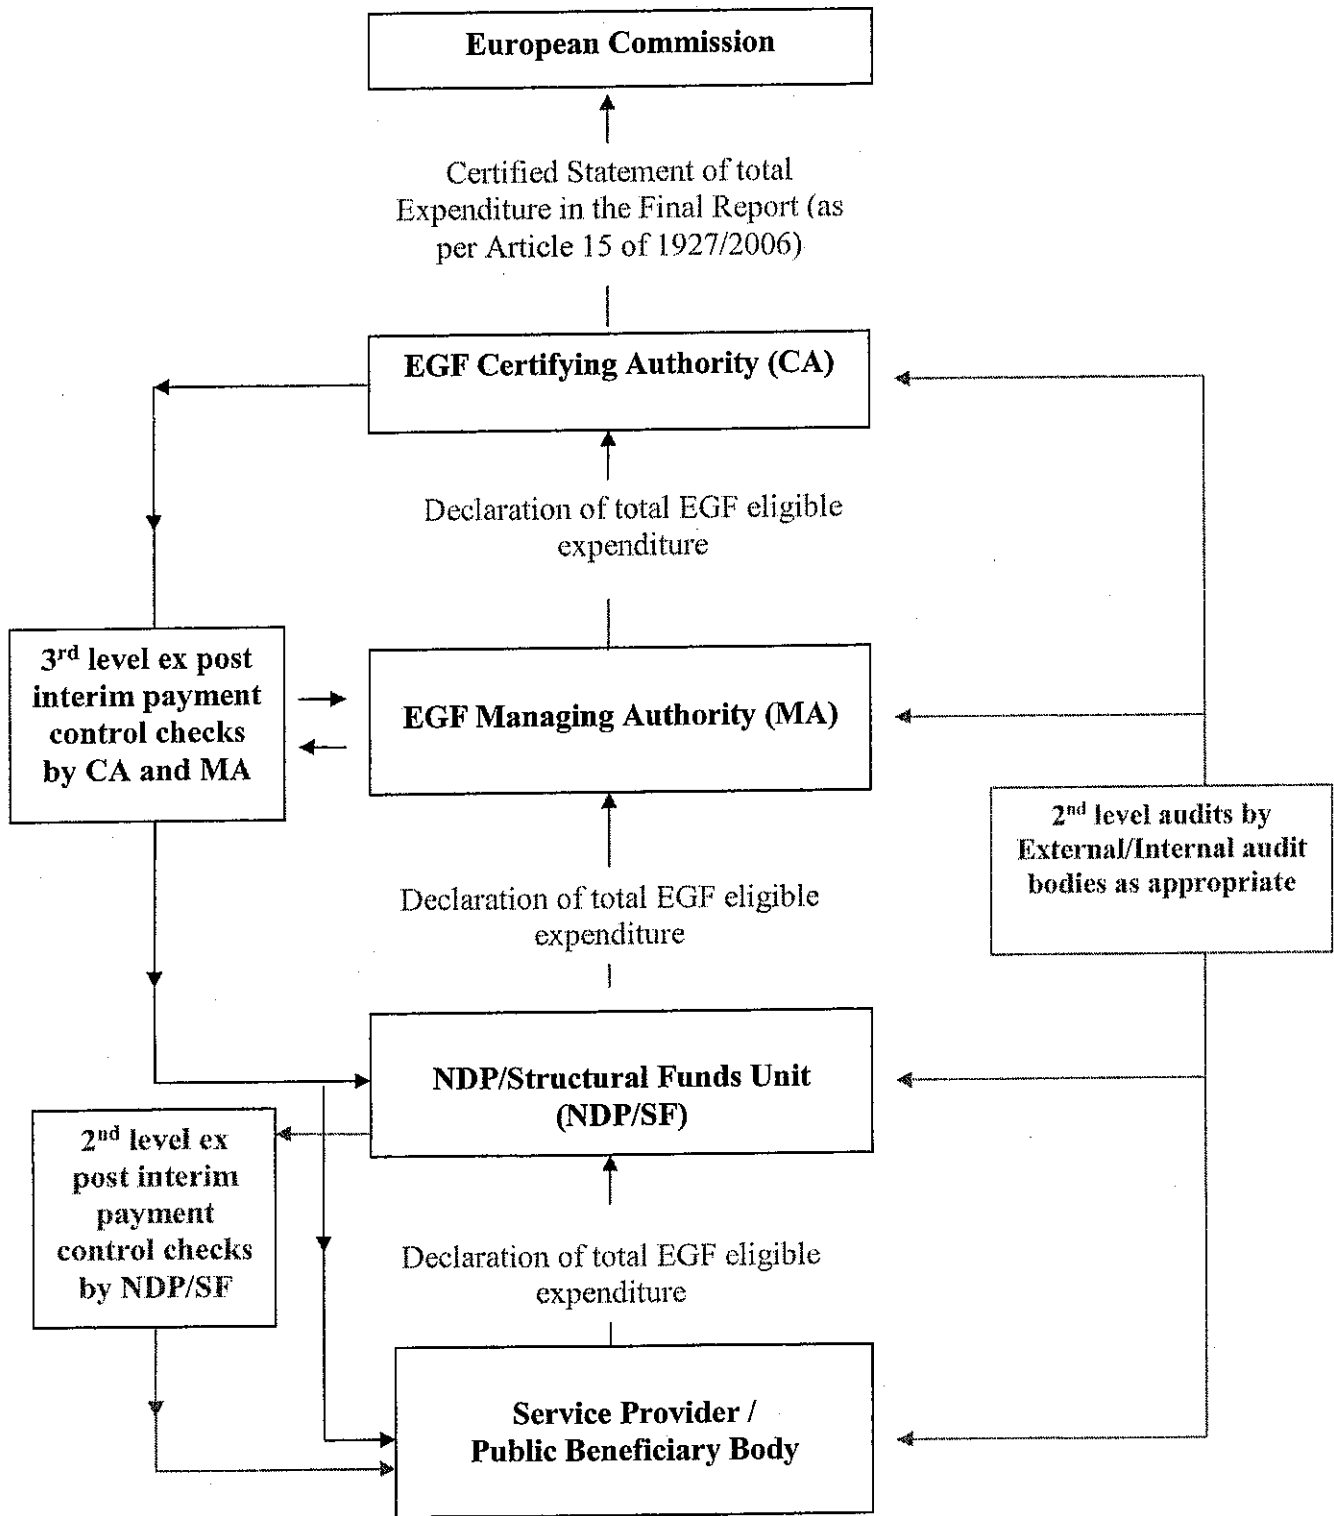 European Commission
Certified Statement of total
Expenditure in the Final Report (as
per Article 15 of 1927/2006)
EGF Certifying Authority (CA)
Declaration of total EGF eligible
expenditure
3rd level ex post
interim payment
control checks
by CA and MA
EGF Managing Authority (MA)
2nd level audits by
External/Internal audit
bodies as appropriate
Declaration of total EGF eligible
expenditure
NDP/Structural Funds Unit
(NDP/SF)
2nd level ex
post interim
payment
control checks
by NDP/SF
Declaration of total EGF eligible
expenditure
Service Provider /
Public Beneficiary Body